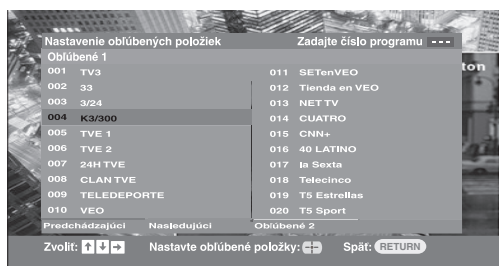 Nastavenie obľúbených položiek Zadajte číslo programu ---
Obľúbené 1
001 TV3
002 33
003 3/24
004 K3/300
005 TVE 1
006 TVE 2
007 24H TVE
008 CLAN TVE
009 TELEDEPORTE
010 VEO
011 SETenVEO
012 Tienda en VEO
013 NET TV
014 CUATRO
015 CNN+
016 40 LATINO
017 la Sexta
018 Telecinco
019 T5 Estrellas
020 T5 Sport
Predchádzajúci Nasledujúci Obľúbené 2
Zvoliť: Nastavte obľúbené položky: Späť: RETURN
ton